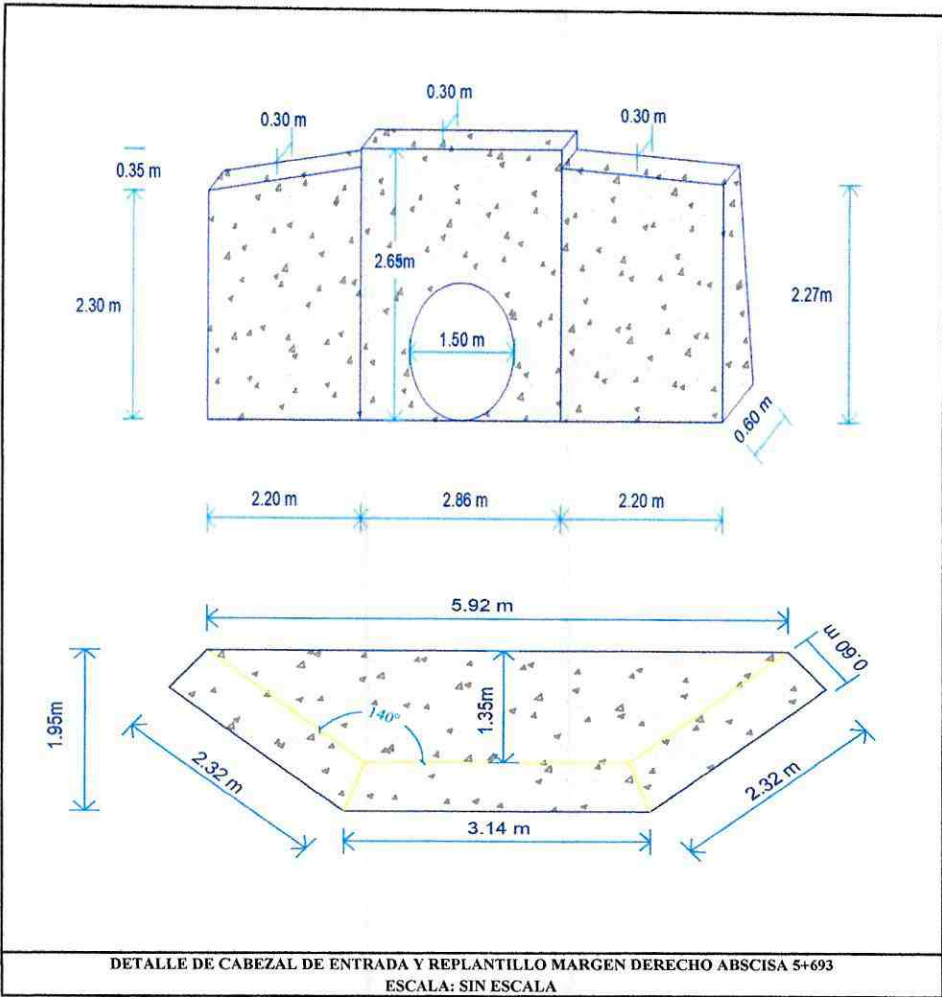 0.30 m
0.30 m
0.30 m
0.35 m
2.65m
2.30 m
2.27m
1.50 m
0.60 m
2.20 m
2.86 m
2.20 m
5.92 m
0.60 m
1.95m
1.35m
140°
2.32 m
2.32 m
3.14 m
DETALLE DE CABEZAL DE ENTRADA Y REPLANTILLO MARGEN DERECHO ABSCISA 5+693
ESCALA: SIN ESCALA